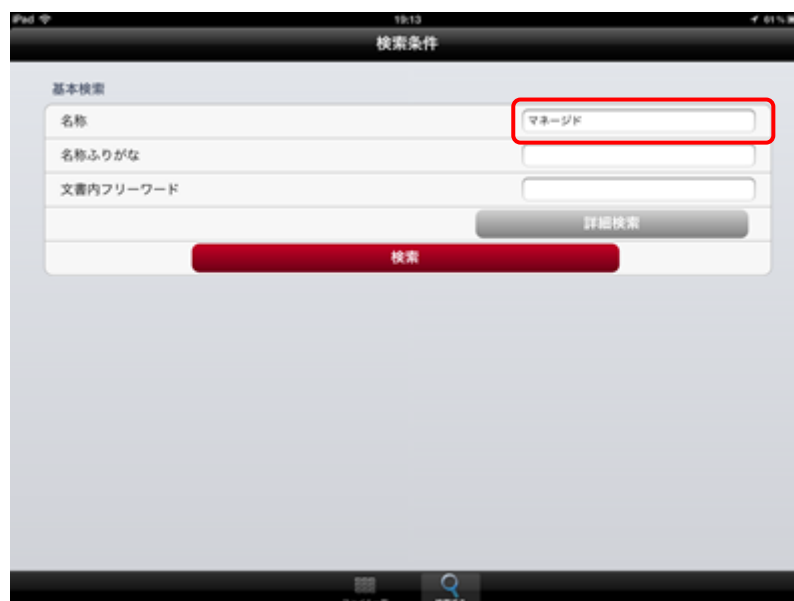 iPad 19:13 61%
検索条件
基本検索
名称 マネージド
名称ふりがな
文書内フリーワード
詳細検索
検索